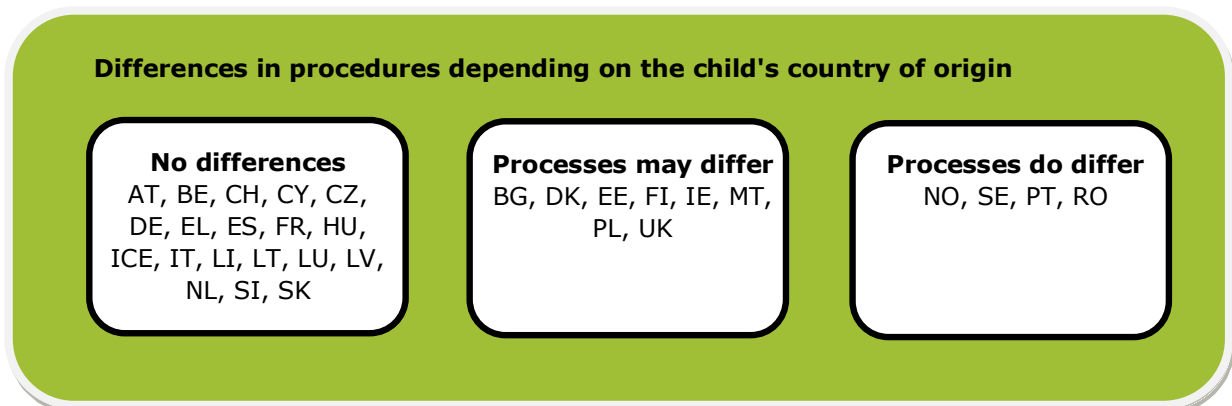 Differences in procedures depending on the child's country of origin
No differences
AT, BE, CH, CY, CZ,
DE, EL, ES, FR, HU,
ICE, IT, LI, LT, LU, LV,
NL, SI, SK
Processes may differ
BG, DK, EE, FI, IE, MT,
PL, UK
Processes do differ
NO, SE, PT, RO